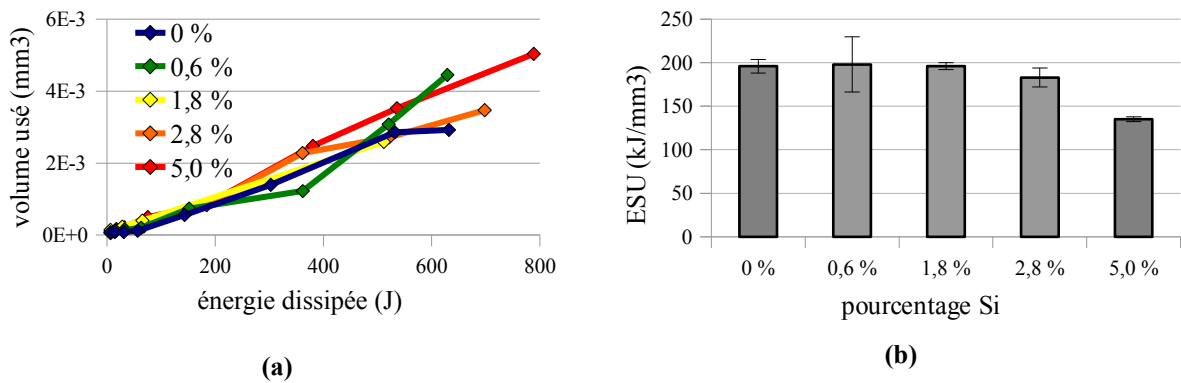 6E-3
4E-3
2E-3
0E+0
volume usé (mm3)
0 %
0,6 %
1,8 %
2,8 %
5,0 %
0
200
400
600
800
énergie dissipée (J)
(a)
250
200
150
100
50
0
ESU (kJ/mm3)
0 %
0,6 %
1,8 %
2,8 %
5,0 %
pourcentage Si
(b)